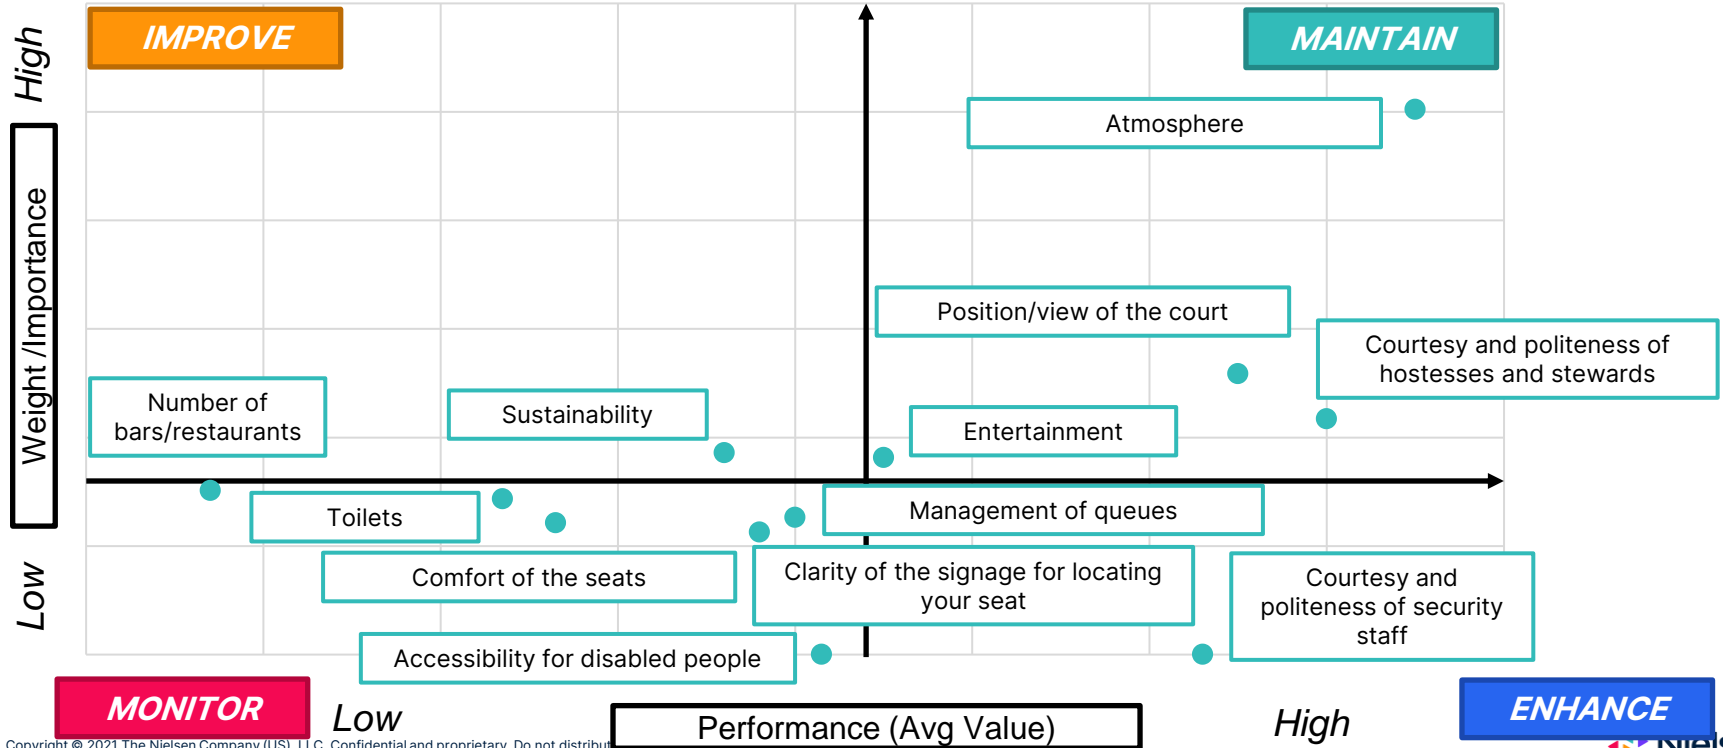 IMPROVE
MAINTAIN
High
Atmosphere
Weight /Importance
Position/view of the court
Courtesy and politeness of
hostesses and stewards
Number of
bars/restaurants
Sustainability
Entertainment
Toilets
Management of queues
Comfort of the seats
Clarity of the signage for locating
your seat
Courtesy and
politeness of security
staff
Low
Accessibility for disabled people
MONITOR
Low
Performance (Avg Value)
High
ENHANCE
Copyright © 2021 The Nielsen Company (US), LLC. Confidential and proprietary. Do not